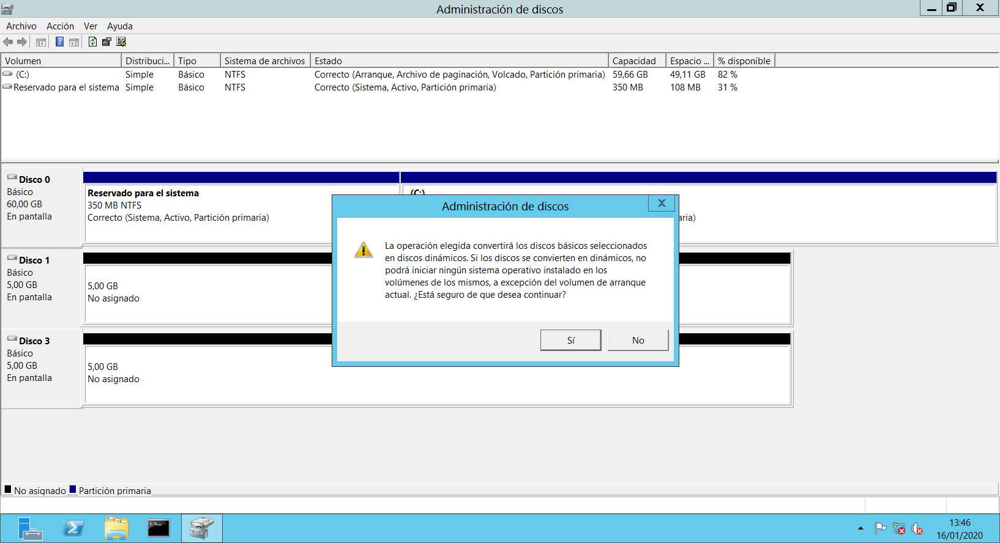 Administración de discos
Archivo Acción Ver Ayuda
Volumen Distribuci... Tipo Sistema de archivos Estado Capacidad Espacio ... % disponible
(C:) Simple Básico NTFS Correcto (Arranque, Archivo de paginación, Volcado, Partición primaria) 59,66 GB 49,11 GB 82 %
Reservado para el sistema Simple Básico NTFS Correcto (Sistema, Activo, Partición primaria) 350 MB 108 MB 31 %
Disco 0
Básico
60,00 GB
En pantalla
Reservado para el sistema
350 MB NTFS
Correcto (Sistema, Activo, Partición primaria)
(C:)
aria)
Administración de discos
La operación elegida convertirá los discos básicos seleccionados
en discos dinámicos. Si los discos se convierten en dinámicos, no
podrá iniciar ningún sistema operativo instalado en los
volúmenes de los mismos, a excepción del volumen de arranque
actual. ¿Está seguro de que desea continuar?
Sí No
Disco 1
Básico
5,00 GB
En pantalla
5,00 GB
No asignado
Disco 3
Básico
5,00 GB
En pantalla
5,00 GB
No asignado
No asignado Partición primaria
13:46
16/01/2020